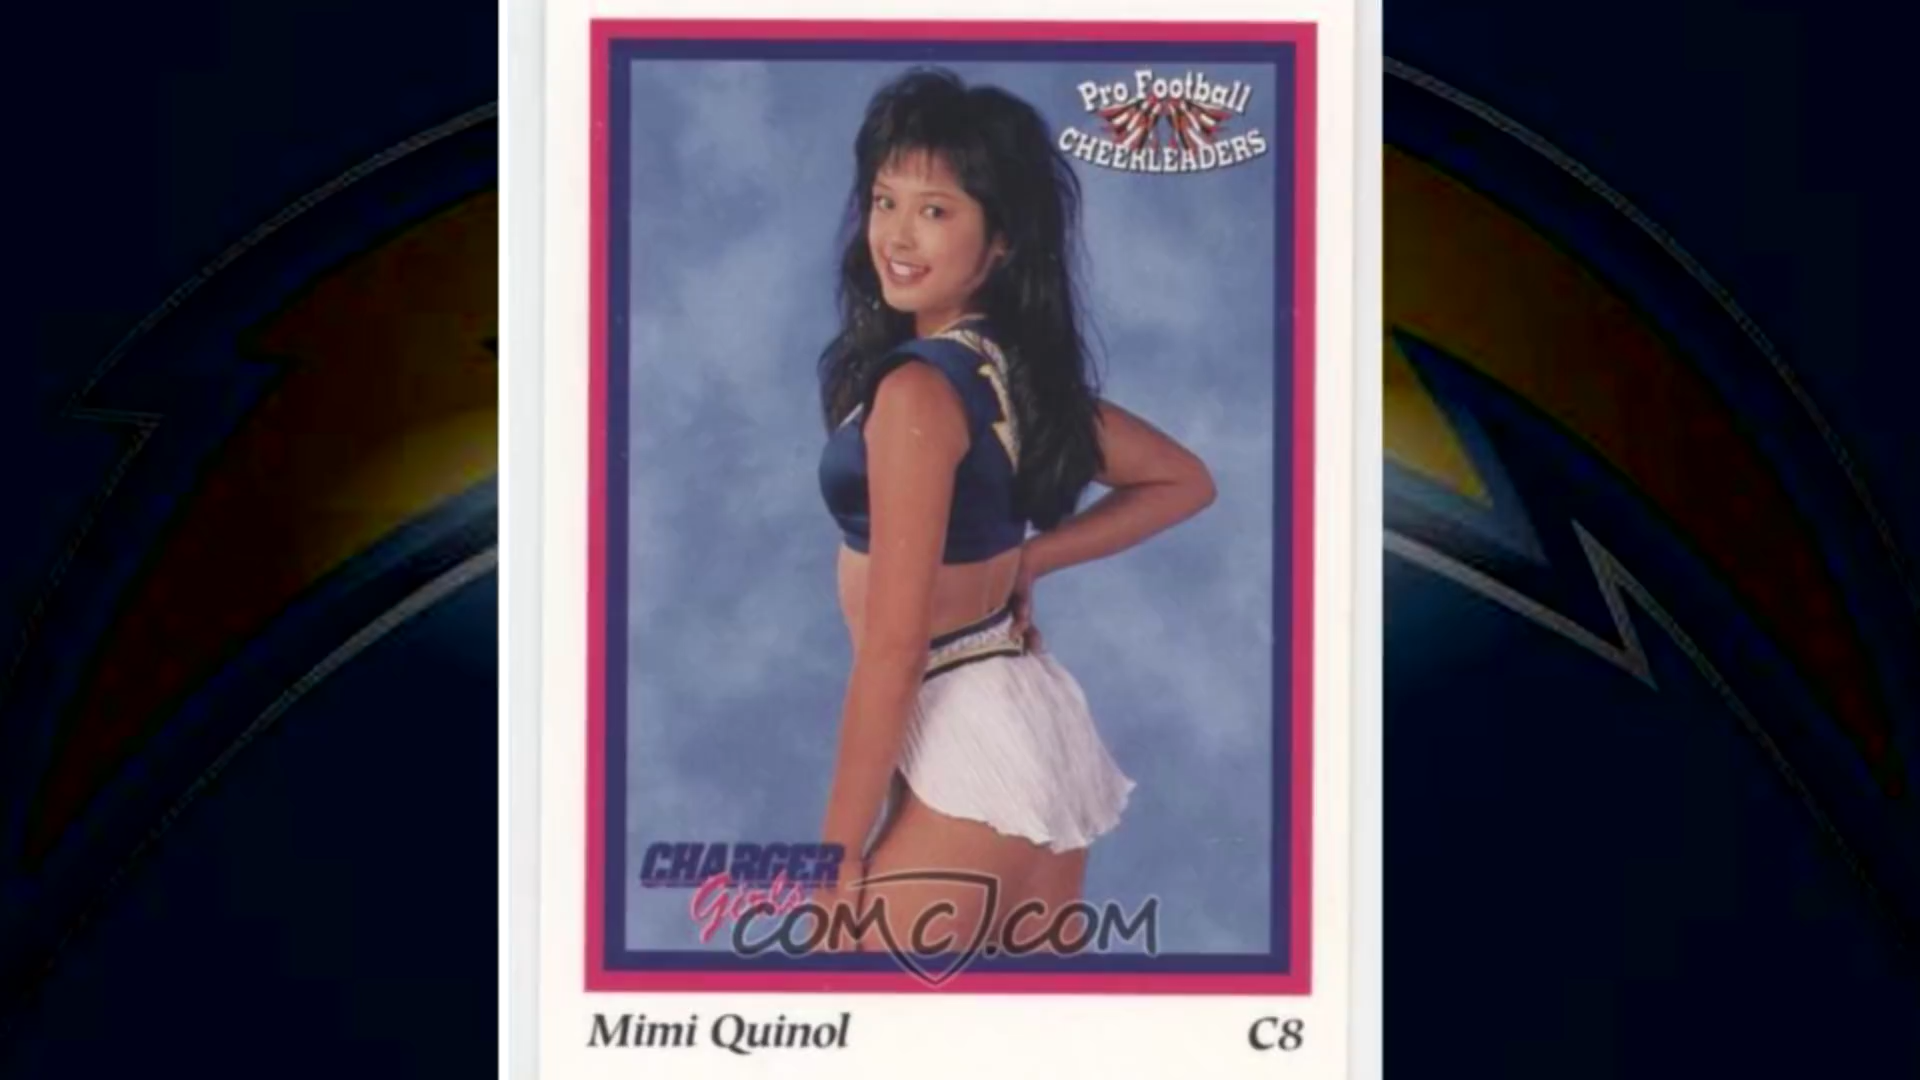 Pro Football
CHEERLEADERS
CHARGER
Girls
COMC.COM
Mimi Quinol
C8